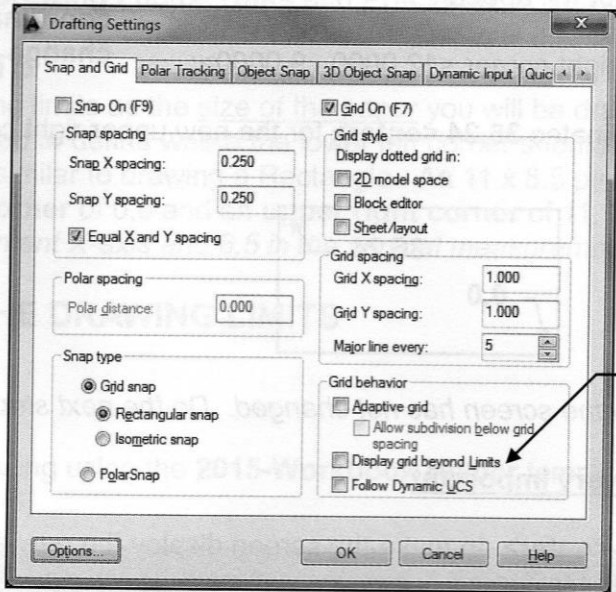 Drafting Settings
Snap and Grid Polar Tracking Object Snap 3D Object Snap Dynamic Input Quic
Snap On (F9)
Grid On (F7)
Snap spacing
Snap X spacing: 0.250
Snap Y spacing: 0.250
Equal X and Y spacing
Polar spacing
Polar distance: 0.000
Snap type
Grid snap
Rectangular snap
Isometric snap
PolarSnap
Grid style
Display dotted grid in:
2D model space
Block editor
Sheet/layout
Grid spacing
Grid X spacing: 1.000
Grid Y spacing: 1.000
Major line every: 5
Grid behavior
Adaptive grid
Allow subdivision below grid
spacing
Display grid beyond Limits
Follow Dynamic UCS
Options...
OK Cancel Help